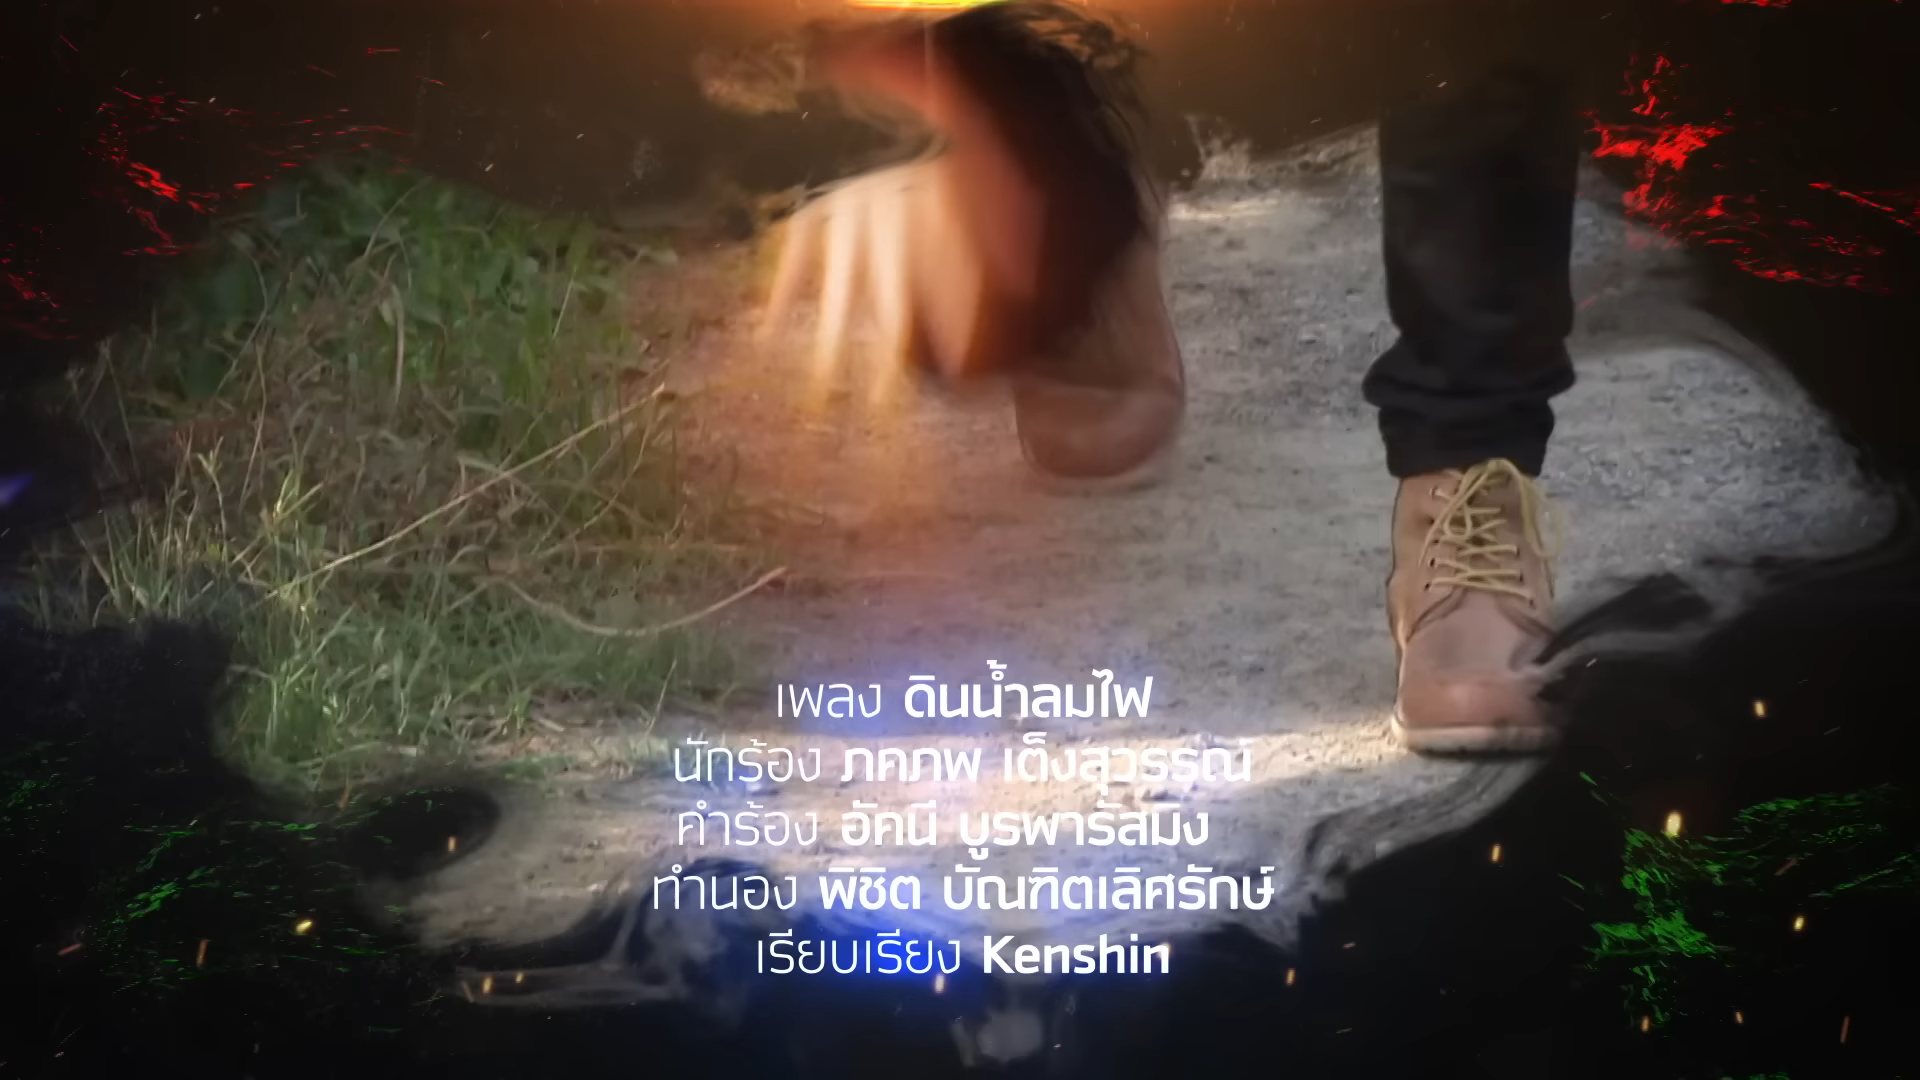 เพลง ดินน้ำลมไฟ
นักร้อง ภคภพ เต็งสุวรรณ์
คำร้อง อัคนี บูรพารัสมิง
ทำนอง พิชิต บัณฑิตเลิศรักษ์
เรียบเรียง Kenshin